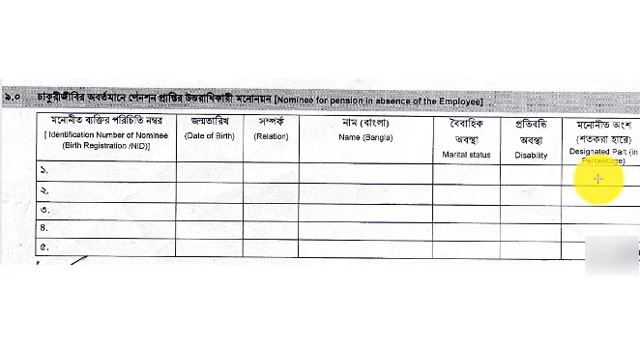 ৯.০ চাকুরীজীবির অবর্তমানে পেনশন প্রাপ্তির উত্তরাধিকারী মনোনয়ন [Nominee for pension in absence of the Employee]
মনোনীত ব্যক্তির পরিচিতি নম্বর
[ Identification Number of Nominee
(Birth Registration /NID)]
জন্মতারিখ
(Date of Birth)
সম্পর্ক
(Relation)
নাম (বাংলা)
Name (Bangla)
বৈবাহিক
অবস্থা
Marital status
প্রতিবন্ধি
অবস্থা
Disability
মনোনীত অংশ
(শতকরা হারে)
Designated Part (in
Percentage)
১.
২.
৩.
৪.
৫.